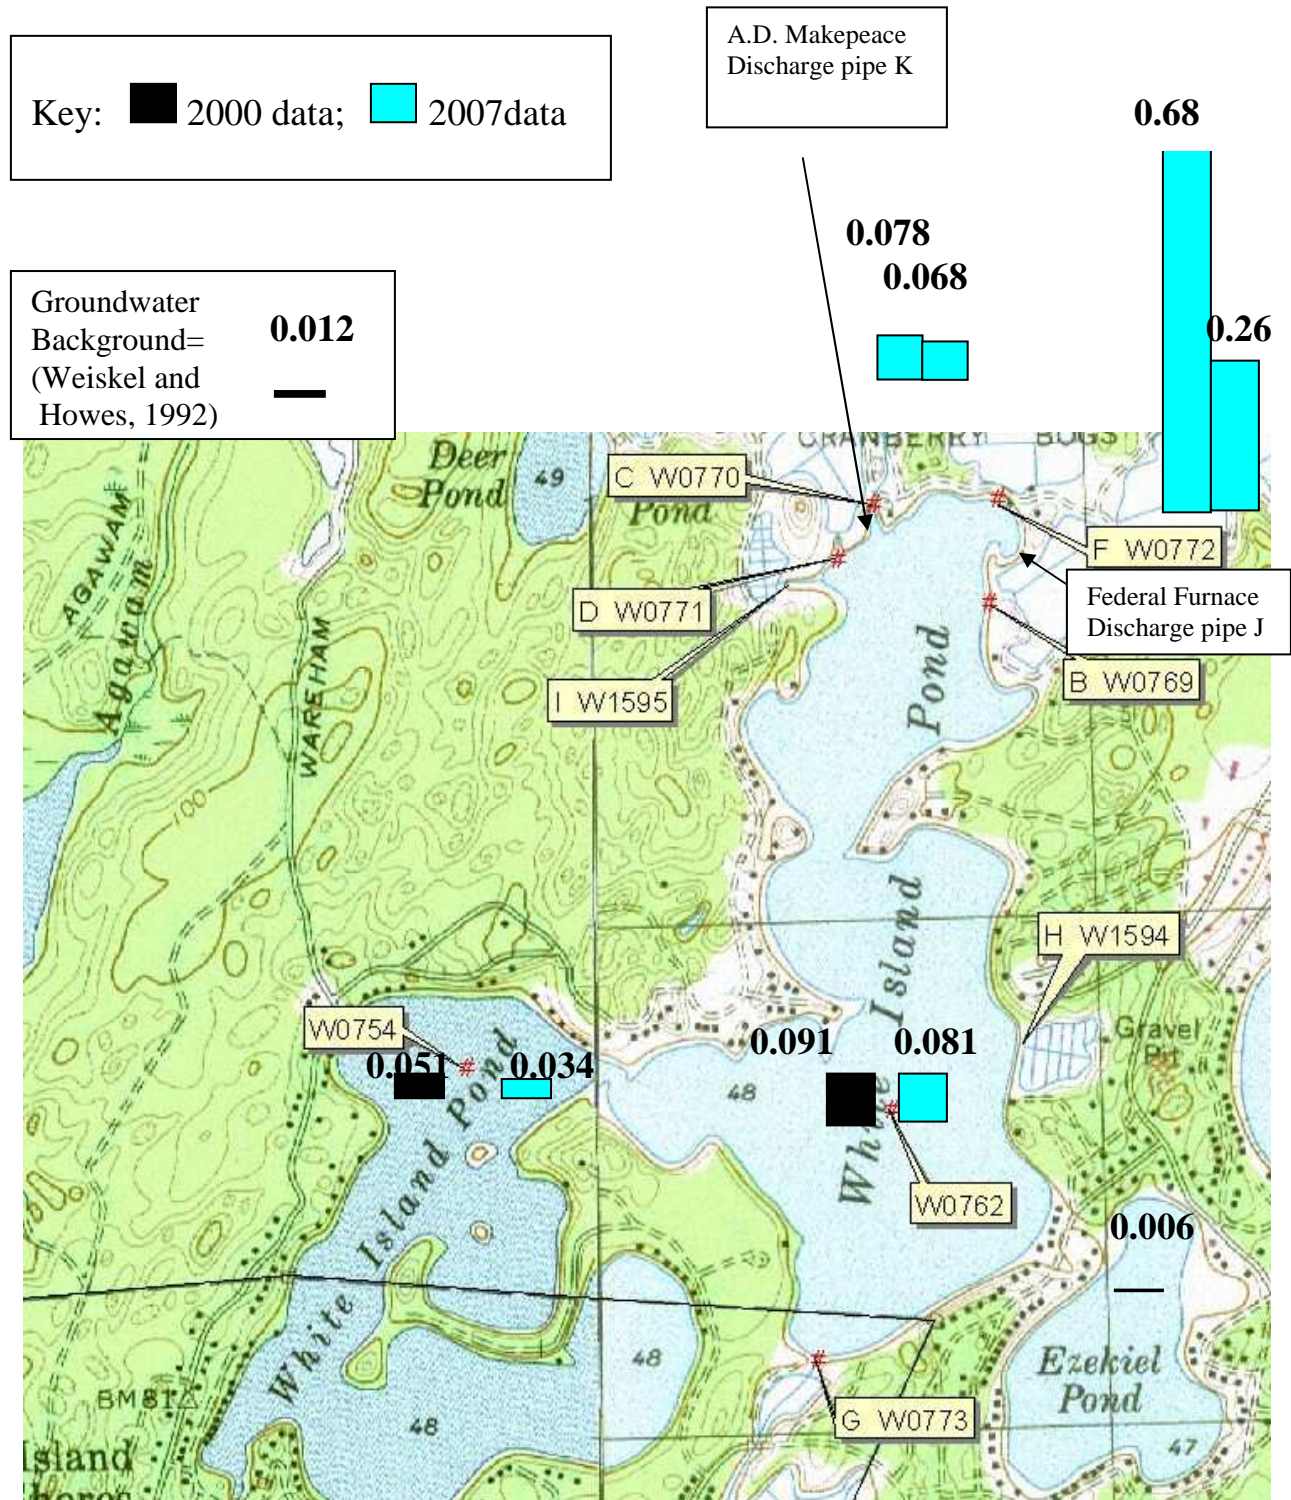 A.D. Makepeace
Discharge pipe K
Key: 2000 data; 2007data
0.68
0.078
0.068
Groundwater
Background=
(Weiskel and
Howes, 1992)
0.012
0.26
CRANBERRY BOGS
Deer
Pond
49
Pond
C W0770
F W0772
AGAWAM
Agawam
WAREHAM
D W0771
Federal Furnace
Discharge pipe J
I W1595
B W0769
Pond
100
White Island
H W1594
W0754
Gravel
Pit
0.051
0.034
0.091
0.081
48
White Island Pond
W0762
0.006
48
Ezekiel
Pond
BM 81
48
G W0773
47
Island
Shores